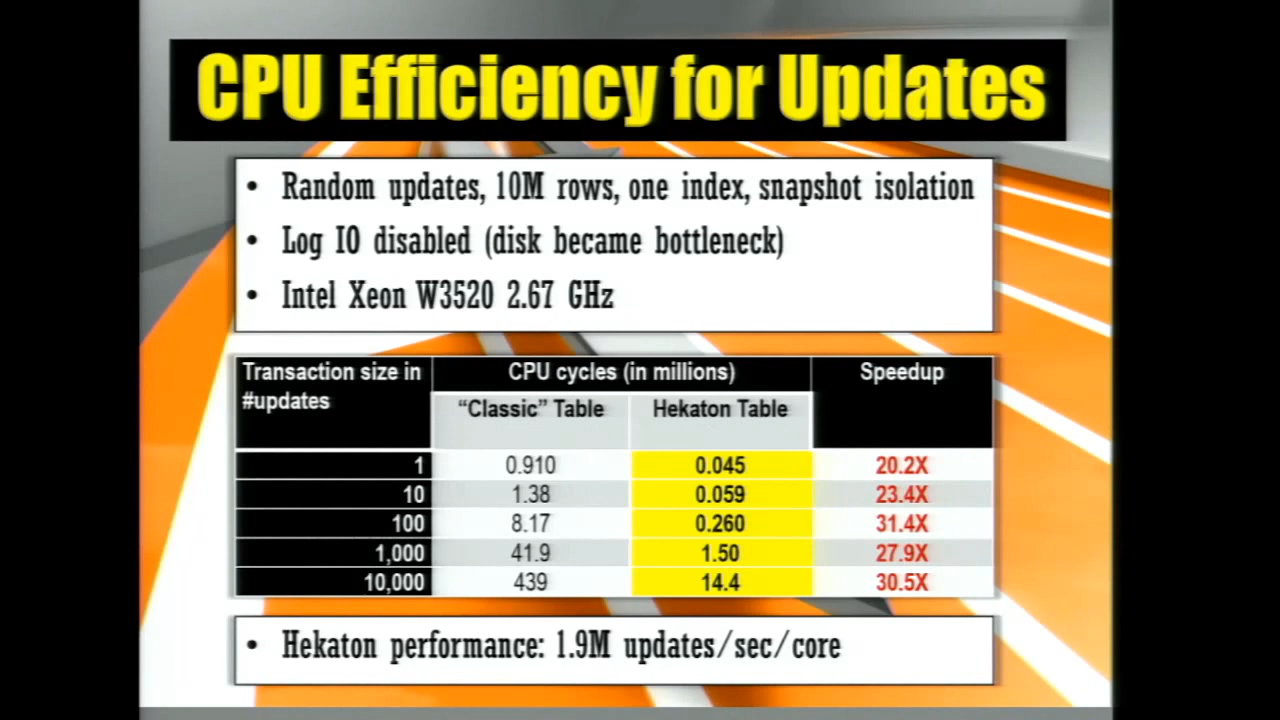 CPU Efficiency for Updates
• Random updates, 10M rows, one index, snapshot isolation
• Log IO disabled (disk became bottleneck)
• Intel Xeon W3520 2.67 GHz
Transaction size in #updates CPU cycles (in millions) Speedup
"Classic" Table Hekaton Table
1 0.910 0.045 20.2X
10 1.38 0.059 23.4X
100 8.17 0.260 31.4X
1,000 41.9 1.50 27.9X
10,000 439 14.4 30.5X
• Hekaton performance: 1.9M updates/sec/core